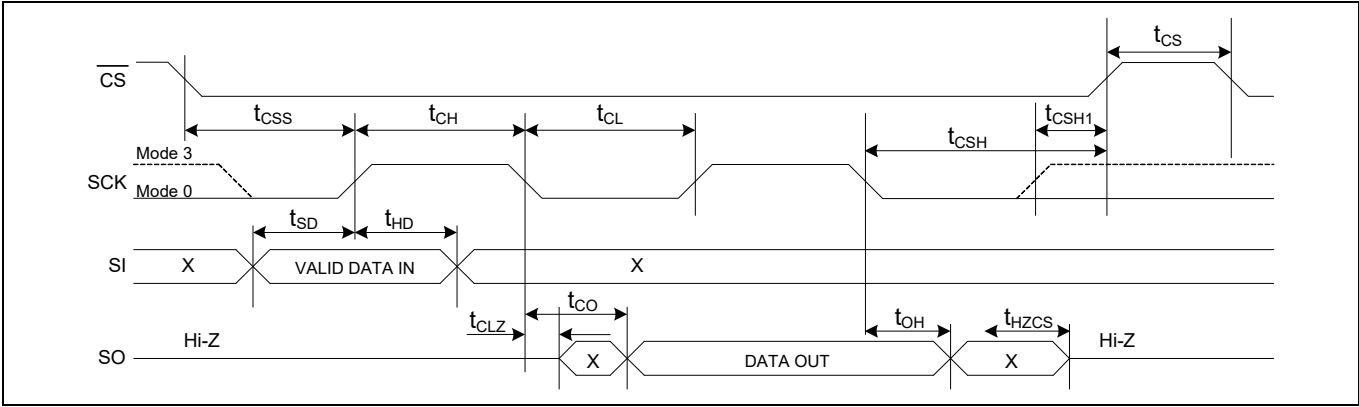 tCS
CS
tCSS
tCH
tCL
tCSH1
tCSH
Mode 3
SCK
Mode 0
tSD
tHD
SI
X
VALID DATA IN
X
tCO
tCLZ
tOH
tHZCS
Hi-Z
Hi-Z
SO
X
DATA OUT
X